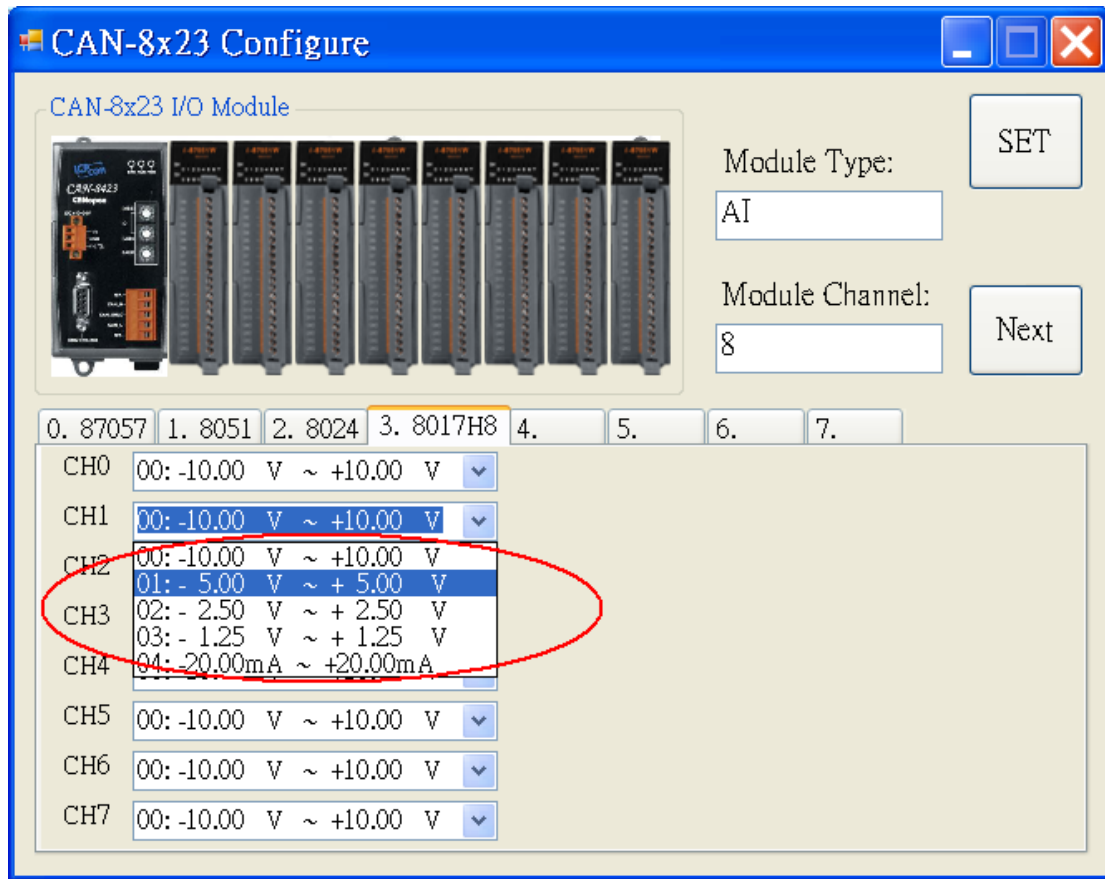 CAN-8x23 Configure
CAN-8x23 I/O Module
CAN-8423
CANopen
Module Type:
AI
SET
Module Channel:
8
Next
0. 87057 1. 8051 2. 8024 3. 8017H8 4. 5. 6. 7.
CH0 00: -10.00 V ~ +10.00 V
CH1 00: -10.00 V ~ +10.00 V
00: -10.00 V ~ +10.00 V
CH2
01: - 5.00 V ~ + 5.00 V
02: - 2.50 V ~ + 2.50 V
CH3
03: - 1.25 V ~ + 1.25 V
CH4
04: -20.00mA ~ +20.00mA
CH5 00: -10.00 V ~ +10.00 V
CH6 00: -10.00 V ~ +10.00 V
CH7 00: -10.00 V ~ +10.00 V